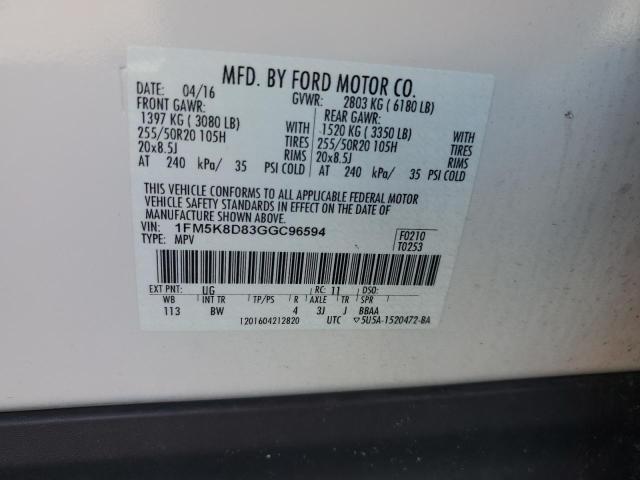 MFD. BY FORD MOTOR CO.
DATE: 04/16 GVWR: 2803 KG ( 6180 LB)
FRONT GAWR: REAR GAWR:
1397 KG ( 3080 LB) WITH 1520 KG ( 3350 LB) WITH
255/50R20 105H TIRES 255/50R20 105H TIRES
20x8.5J RIMS 20x8.5J RIMS
AT 240 kPa/ 35 PSI COLD AT 240 kPa/ 35 PSI COLD
THIS VEHICLE CONFORMS TO ALL APPLICABLE FEDERAL MOTOR
VEHICLE SAFETY STANDARDS IN EFFECT ON THE DATE OF
MANUFACTURE SHOWN ABOVE.
VIN: 1FM5K8D83GGC96594 F0210
TYPE: MPV T0253
EXT PNT: UG RC: 11 DSO:
WB INT TR TP/PS R AXLE TR SPR
113 BW 4 3J J BBAA
1201604212820 UTC ▽5U5A-1520472-BA